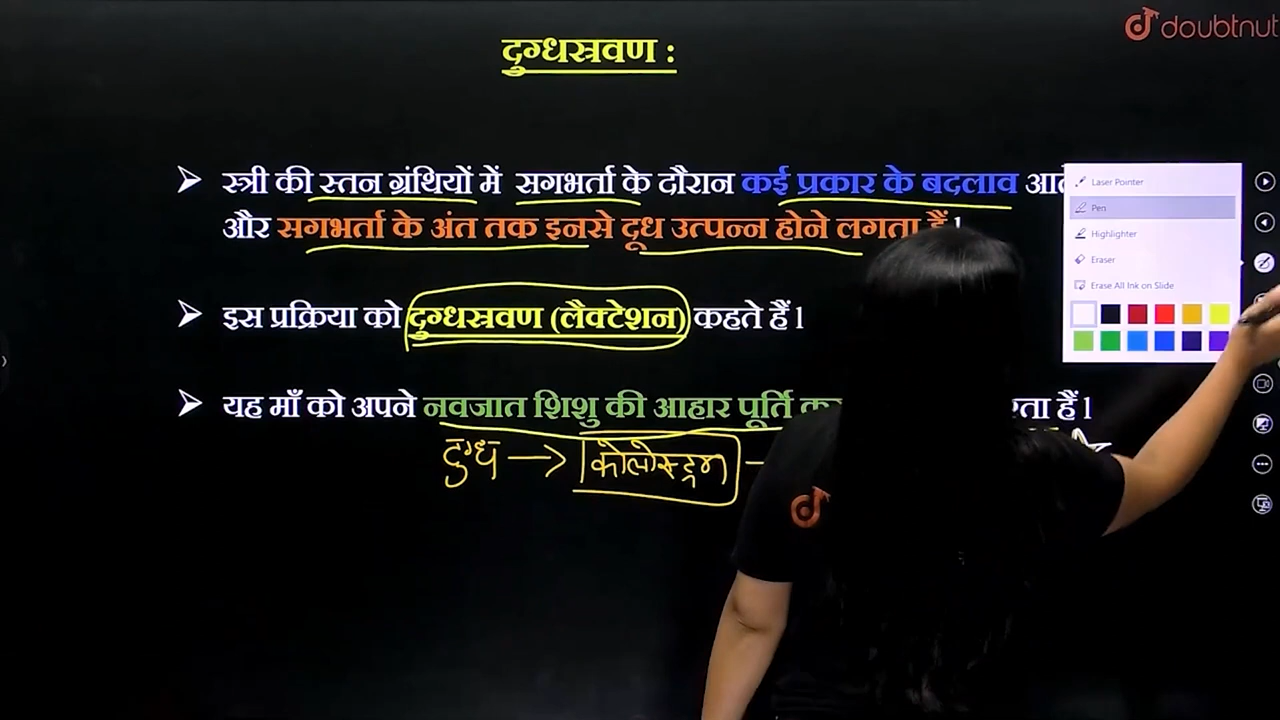 doubtnut
दुग्धस्रवण :
➤ स्त्री की स्तन ग्रंथियों में सगभर्ता के दौरान कई प्रकार के बदलाव
और सगभर्ता के अंत तक इनसे दूध उत्पन्न होने लगता हैं।
➤ इस प्रक्रिया को दुग्धस्रवण (लैक्टेशन) कहते हैं।
➤ यह माँ को अपने नवजात शिशु की आहार पूर्ति हैं।
दुग्ध → कोलोस्ट्रम
Laser Pointer
Pen
Highlighter
Eraser
Erase All Ink on Slide